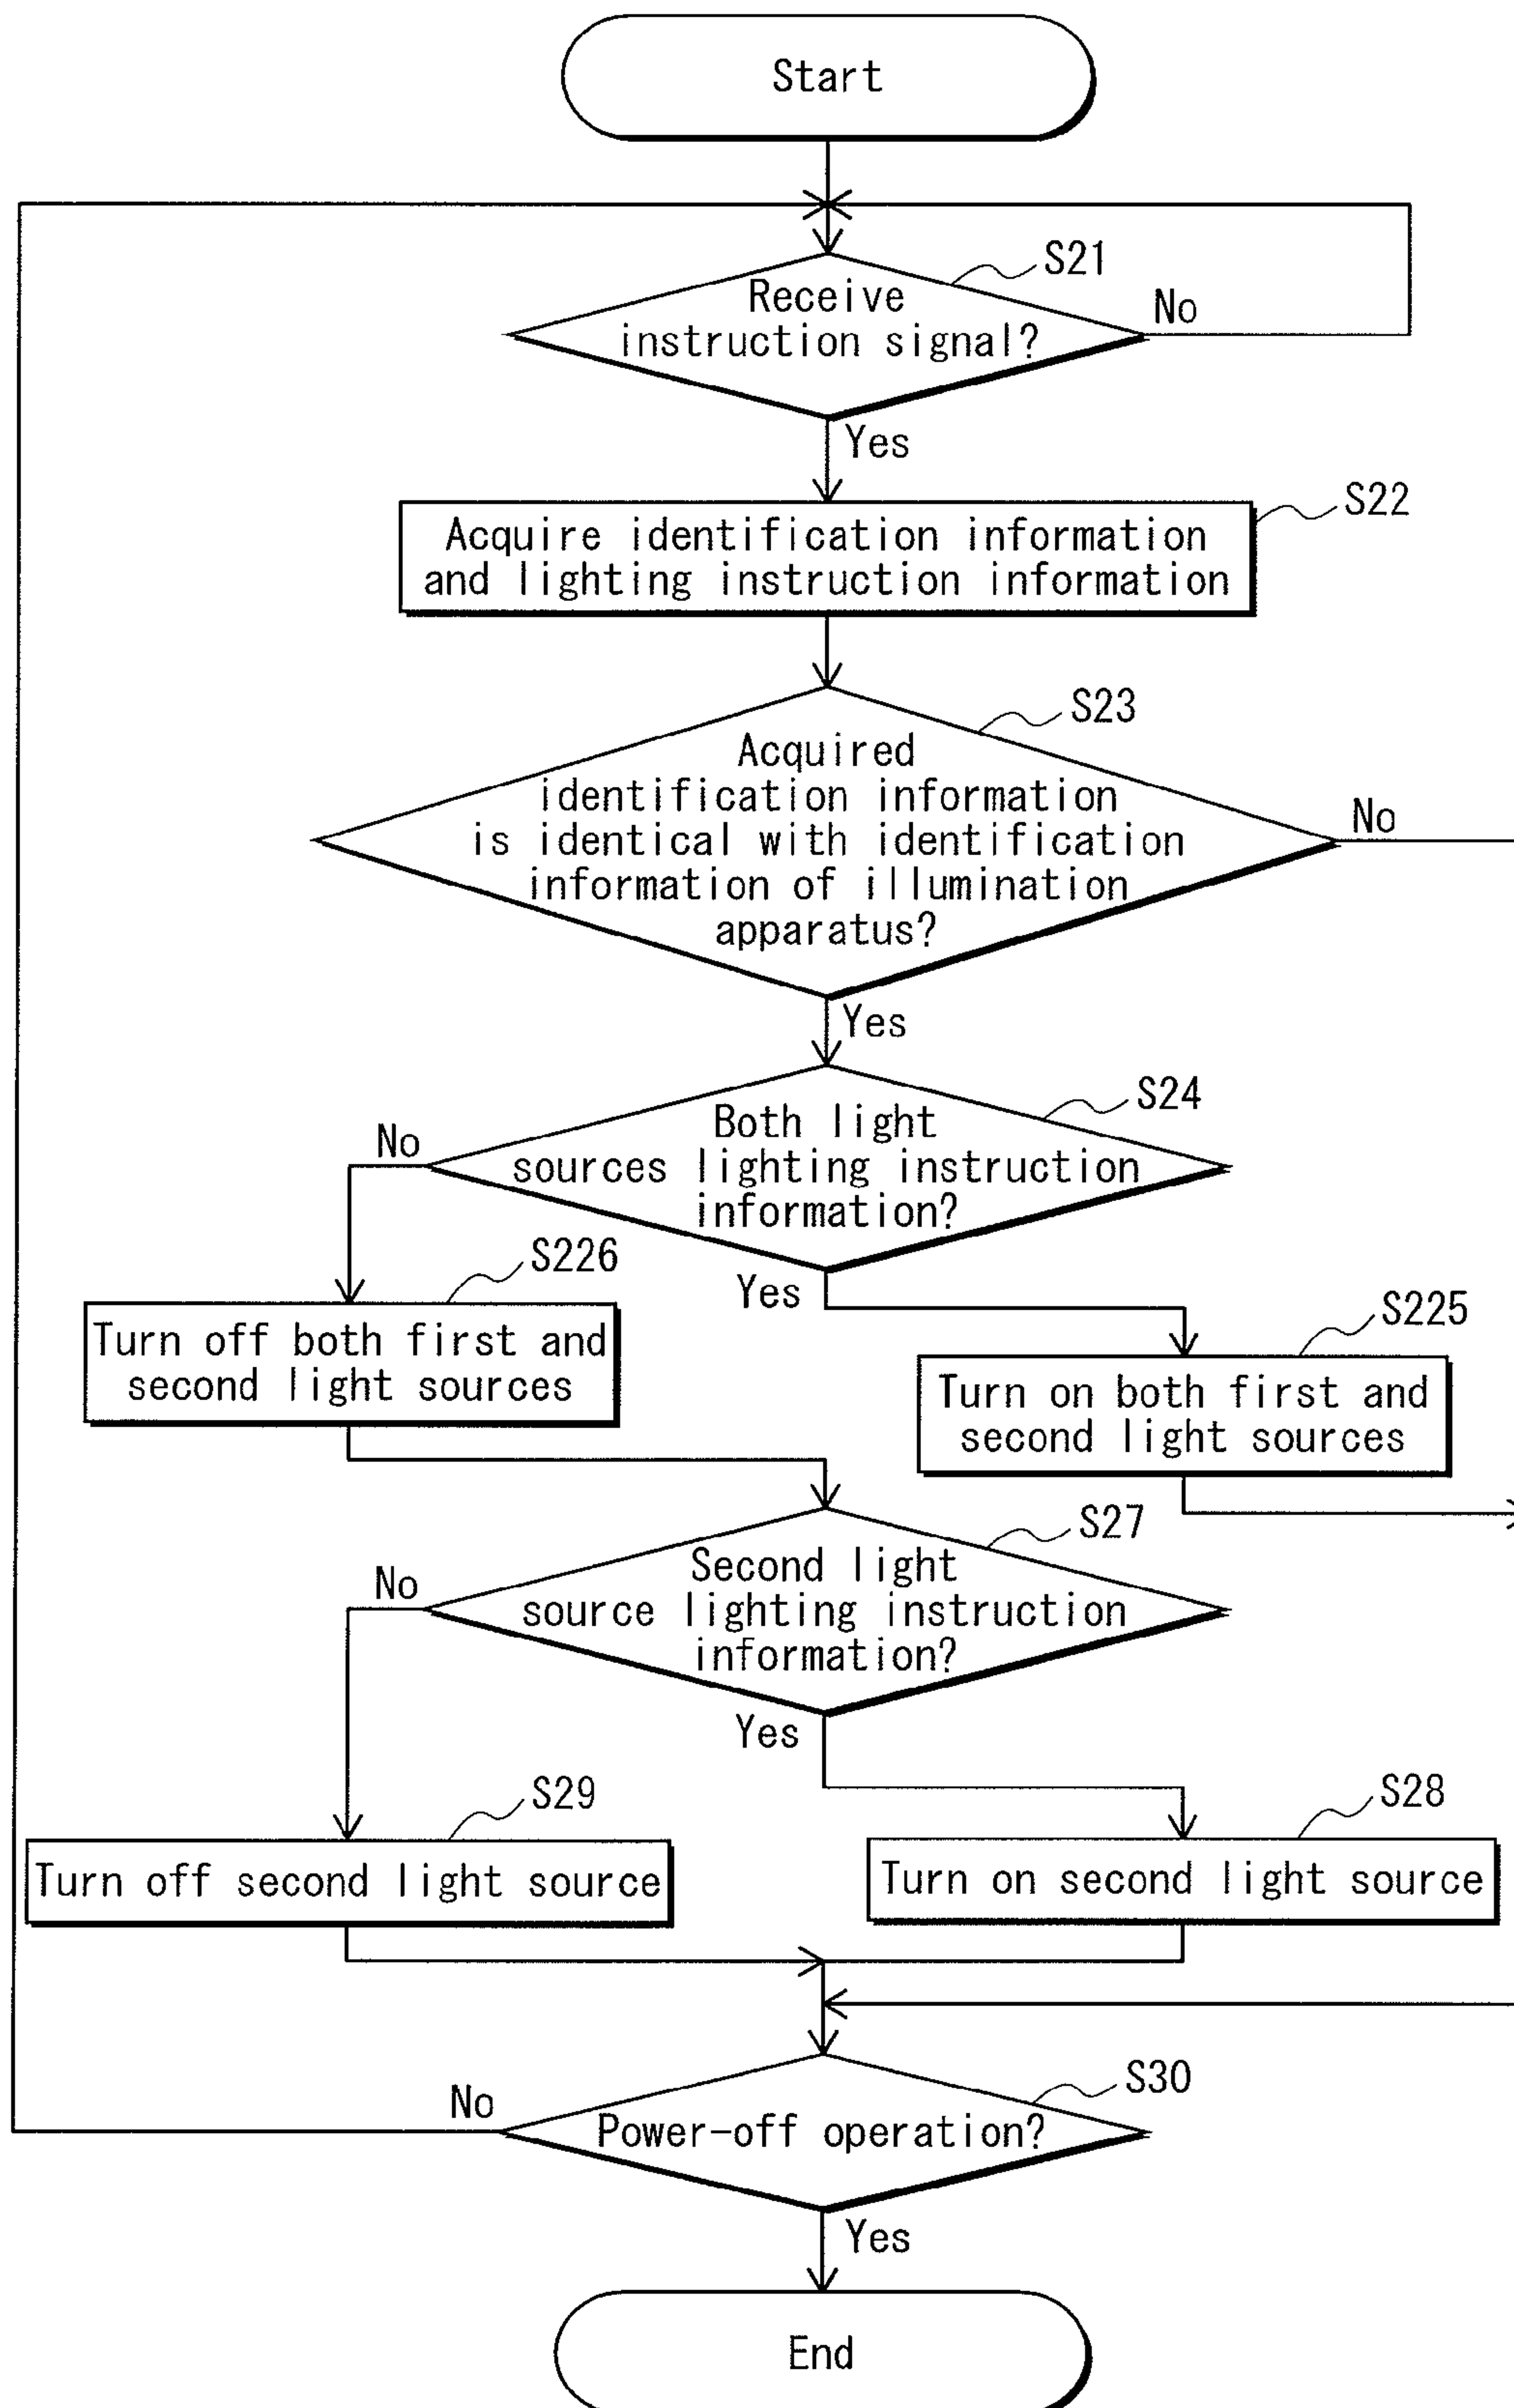 Start
S21
Receive
instruction signal?
No
Yes
S22
Acquire identification information
and lighting instruction information
S23
Acquired
identification information
is identical with identification
information of illumination
apparatus?
No
Yes
S24
Both light
sources lighting instruction
information?
No
Yes
S226
Turn off both first and
second light sources
S225
Turn on both first and
second light sources
S27
Second light
source lighting instruction
information?
No
Yes
S29
Turn off second light source
S28
Turn on second light source
S30
Power-off operation?
No
Yes
End